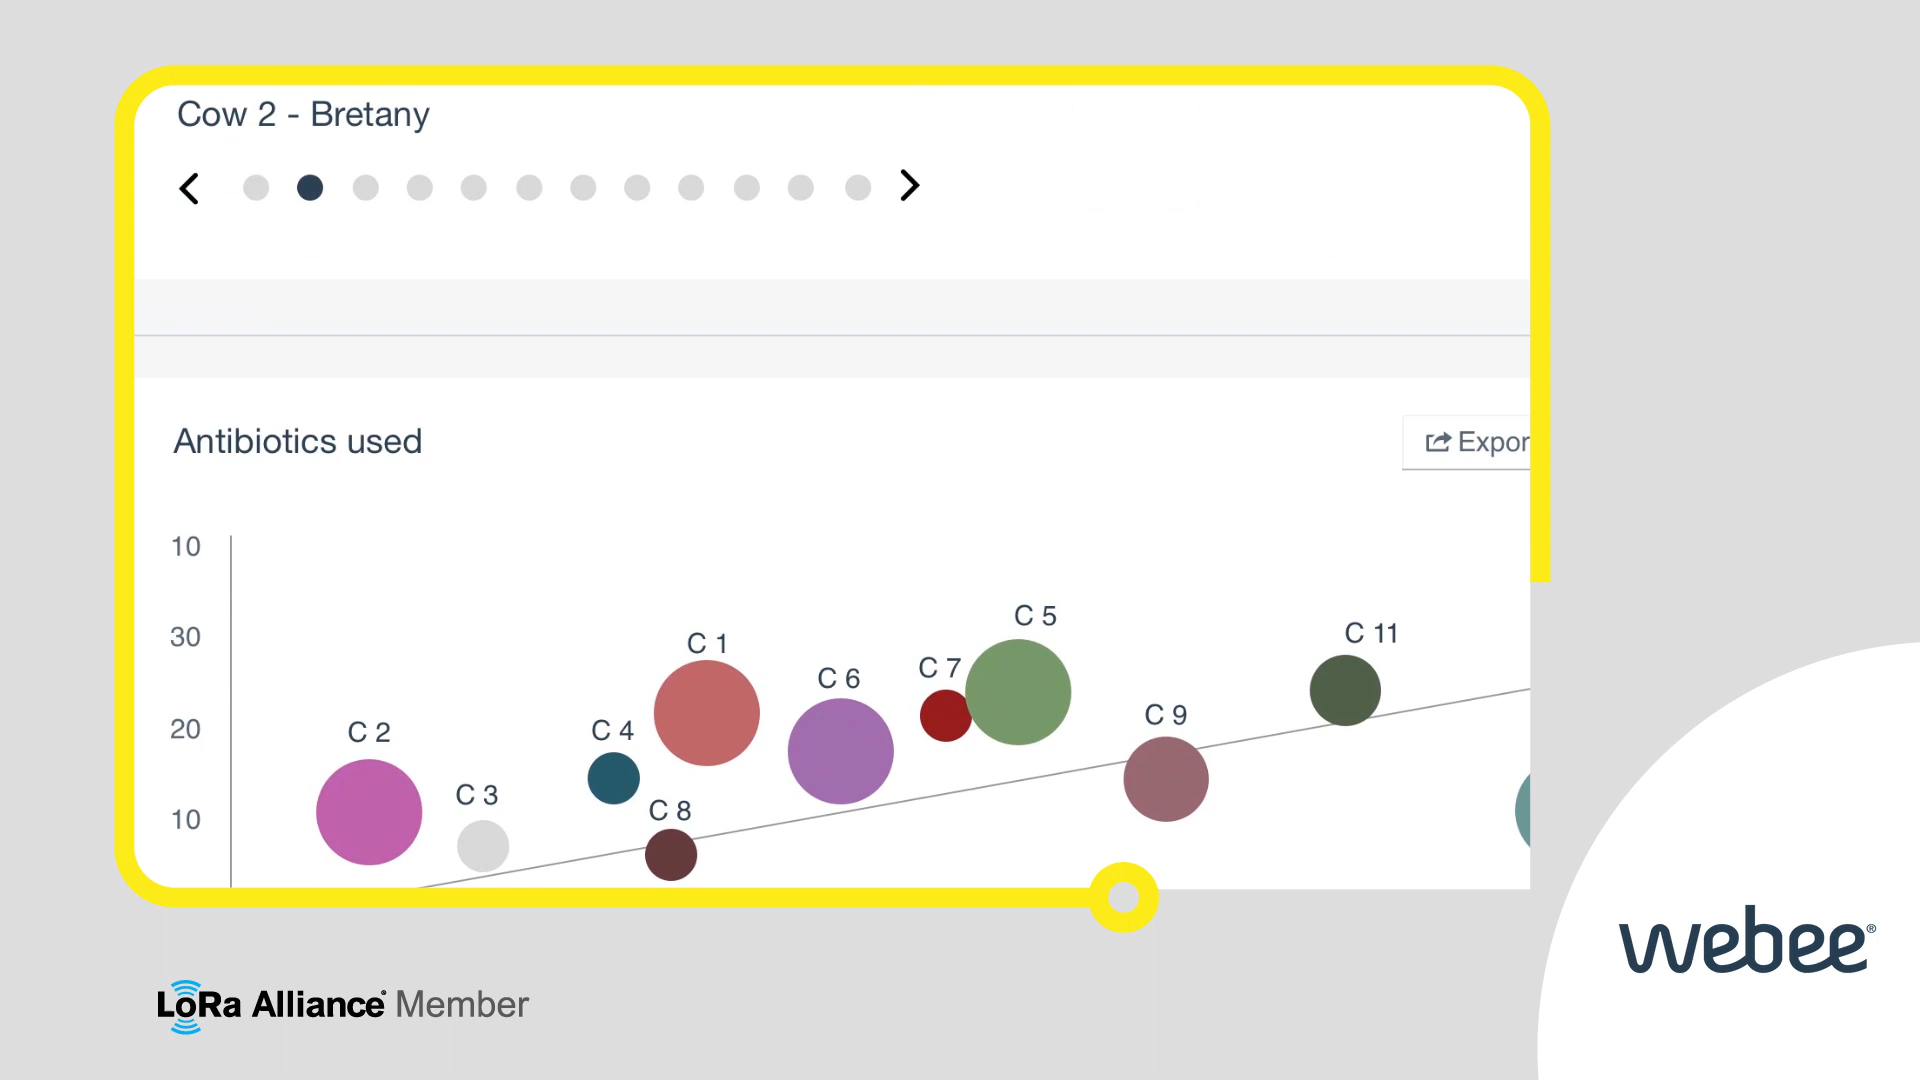 Cow 2 - Bretany
Antibiotics used
Expor
10
30
20
10
C 2
C 3
C 4
C 8
C 1
C 6
C 7
C 5
C 9
C 11
LoRa Alliance® Member
webee®